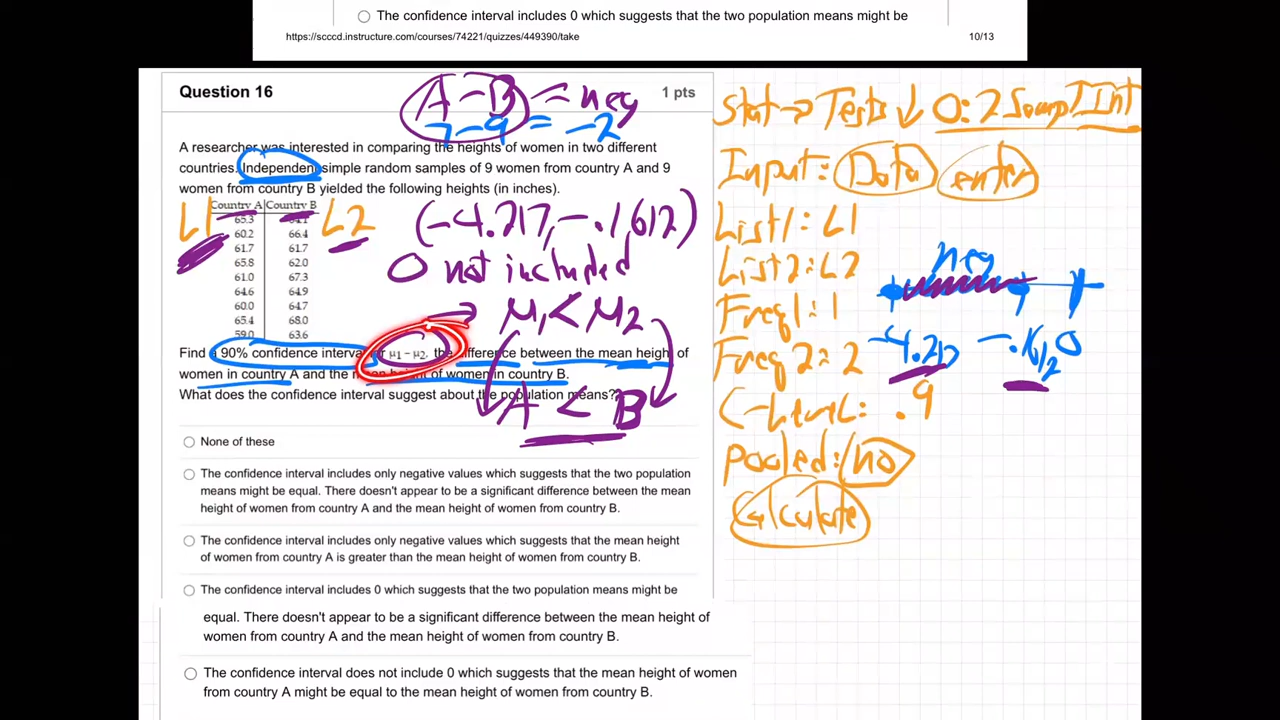 The confidence interval includes 0 which suggests that the two population means might be
https://scccd.instructure.com/courses/74221/quizzes/449390/take 10/13
Question 16
1 pts
A - B = neg
7 - 9 = -2
A researcher was interested in comparing the heights of women in two different
countries. Independent simple random samples of 9 women from country A and 9
women from country B yielded the following heights (in inches).
L1 Country A Country B L2
65.3 64.1
60.2 66.4
61.7 61.7
65.8 62.0
61.0 67.3
64.6 64.9
60.0 64.7
65.4 68.0
59.0 63.6
(-4.217, -.1612)
0 not included
→ μ1 < μ2
A < B
Find a 90% confidence interval for μ1 − μ2, the difference between the mean height of
women in country A and the mean height of women in country B.
What does the confidence interval suggest about the population means?
None of these
The confidence interval includes only negative values which suggests that the two population
means might be equal. There doesn't appear to be a significant difference between the mean
height of women from country A and the mean height of women from country B.
The confidence interval includes only negative values which suggests that the mean height
of women from country A is greater than the mean height of women from country B.
The confidence interval includes 0 which suggests that the two population means might be
equal. There doesn't appear to be a significant difference between the mean height of
women from country A and the mean height of women from country B.
The confidence interval does not include 0 which suggests that the mean height of women
from country A might be equal to the mean height of women from country B.
Stat → Tests ↓ 0: 2 SampTInt
Input: Data enter
List1: L1
List2: L2
Freq1: 1
Freq2: 2
C-level: .9
pooled: no
Calculate
neg
-4.217 -.1612 0